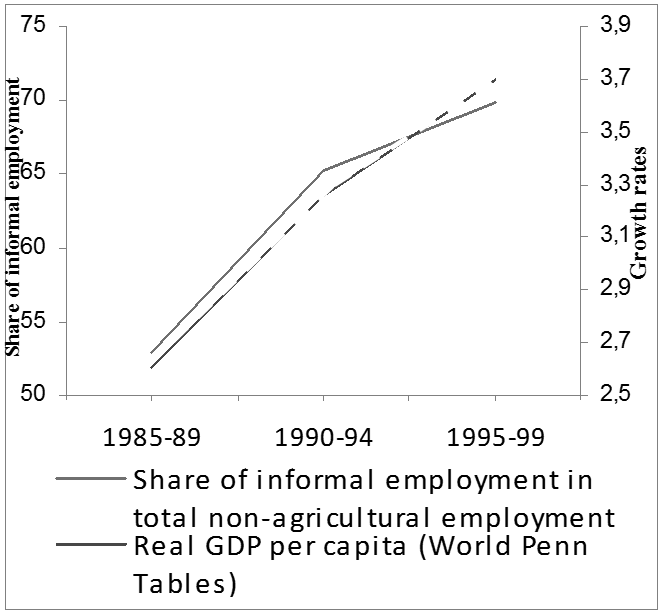 75
70
65
60
55
50
Share of informal employment
3,9
3,7
3,5
3,3
3,1
2,9
2,7
2,5
Growth rates
1985-89 1990-94 1995-99
Share of informal employment in
total non-agricultural employment
Real GDP per capita (World Penn
Tables)